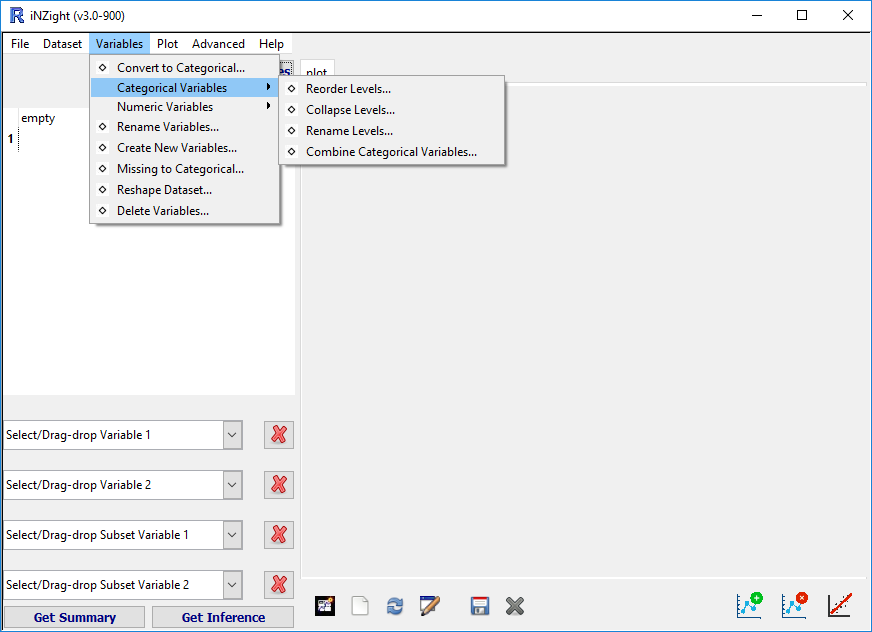 iNZight (v3.0-900)
File Dataset Variables Plot Advanced Help
Convert to Categorical...
Categorical Variables
Numeric Variables
Rename Variables...
Create New Variables...
Missing to Categorical...
Reshape Dataset...
Delete Variables...
Reorder Levels...
Collapse Levels...
Rename Levels...
Combine Categorical Variables...
plot
empty
1
Select/Drag-drop Variable 1
Select/Drag-drop Variable 2
Select/Drag-drop Subset Variable 1
Select/Drag-drop Subset Variable 2
Get Summary Get Inference